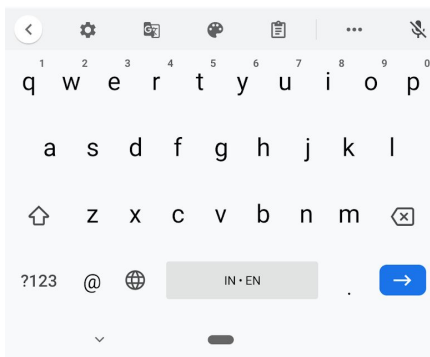 1 2 3 4 5 6 7 8 9 0
q w e r t y u i o p
a s d f g h j k l
z x c v b n m
?123 @ IN • EN .